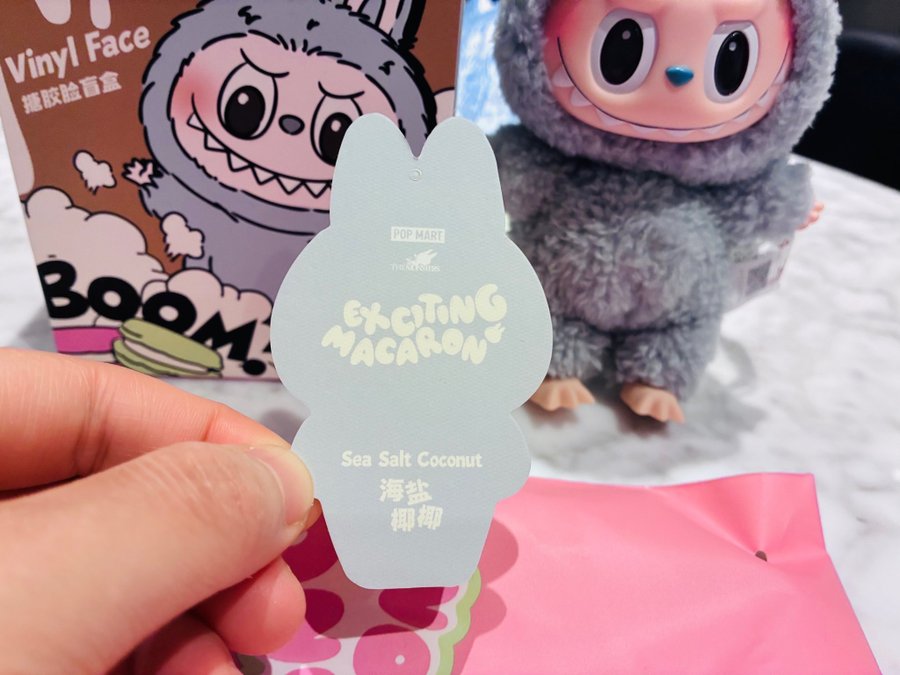 Vinyl Face
搪胶脸盲盒
BOOM.
POP MART
THE MONSTERS
EXCITING
MACARON
Sea Salt Coconut
海盐
椰椰